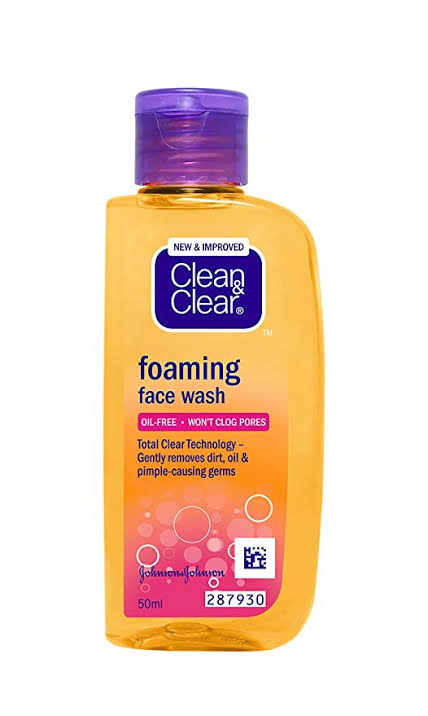 NEW & IMPROVED
Clean &
Clear®
TM
foaming
face wash
OIL-FREE • WON'T CLOG PORES
Total Clear Technology –
Gently removes dirt, oil &
pimple-causing germs
Johnson & Johnson
50ml
287930